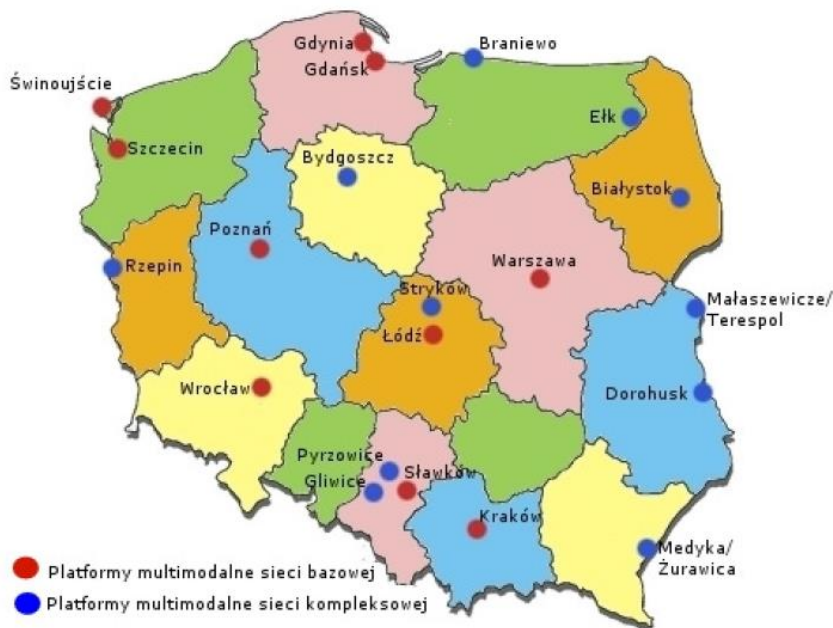 Gdynia
Braniewo
Gdańsk
Świnoujście
Ełk
Szczecin
Bydgoszcz
Białystok
Poznań
Rzepin
Warszawa
Stryków
Małaszewicze/
Terespol
Łódź
Wrocław
Dorohusk
Pyrzowice
Sławków
Gliwice
Kraków
Medyka/
Żurawica
Platformy multimodalne sieci bazowej
Platformy multimodalne sieci kompleksowej